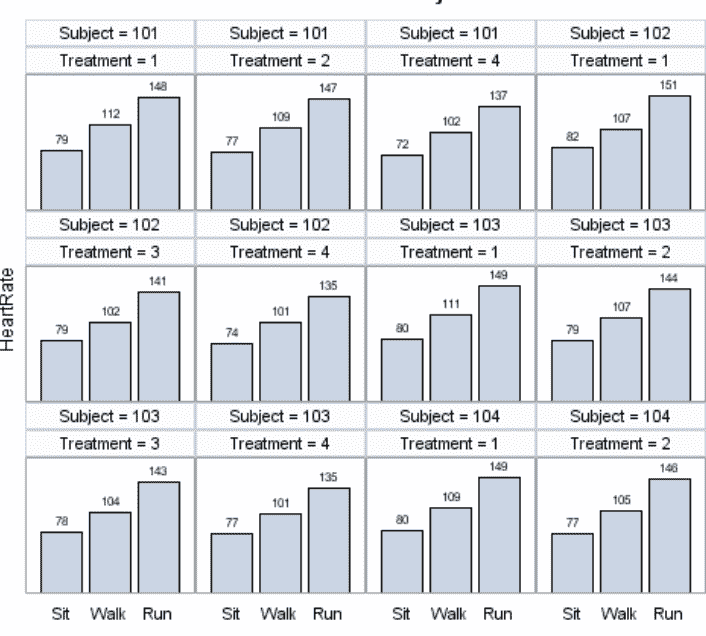 Subject = 101 Subject = 101 Subject = 101 Subject = 102
Treatment = 1 Treatment = 2 Treatment = 4 Treatment = 1
79 112 148 77 109 147 72 102 137 82 107 151
Subject = 102 Subject = 102 Subject = 103 Subject = 103
Treatment = 3 Treatment = 4 Treatment = 1 Treatment = 2
79 102 141 74 101 135 80 111 149 79 107 144
Subject = 103 Subject = 103 Subject = 104 Subject = 104
Treatment = 3 Treatment = 4 Treatment = 1 Treatment = 2
78 104 143 77 101 135 80 109 149 77 105 146
Sit Walk Run Sit Walk Run Sit Walk Run Sit Walk Run
HeartRate